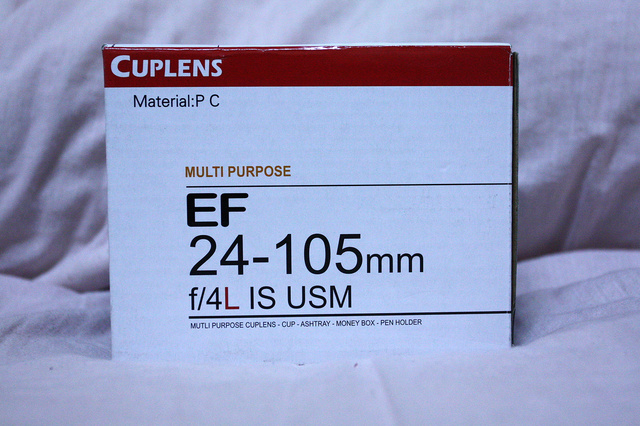 CUPLENS
Material:P C
MULTI PURPOSE
EF
24-105mm
f/4L IS USM
MUTLI PURPOSE CUPLENS - CUP - ASHTRAY - MONEY BOX - PEN HOLDER